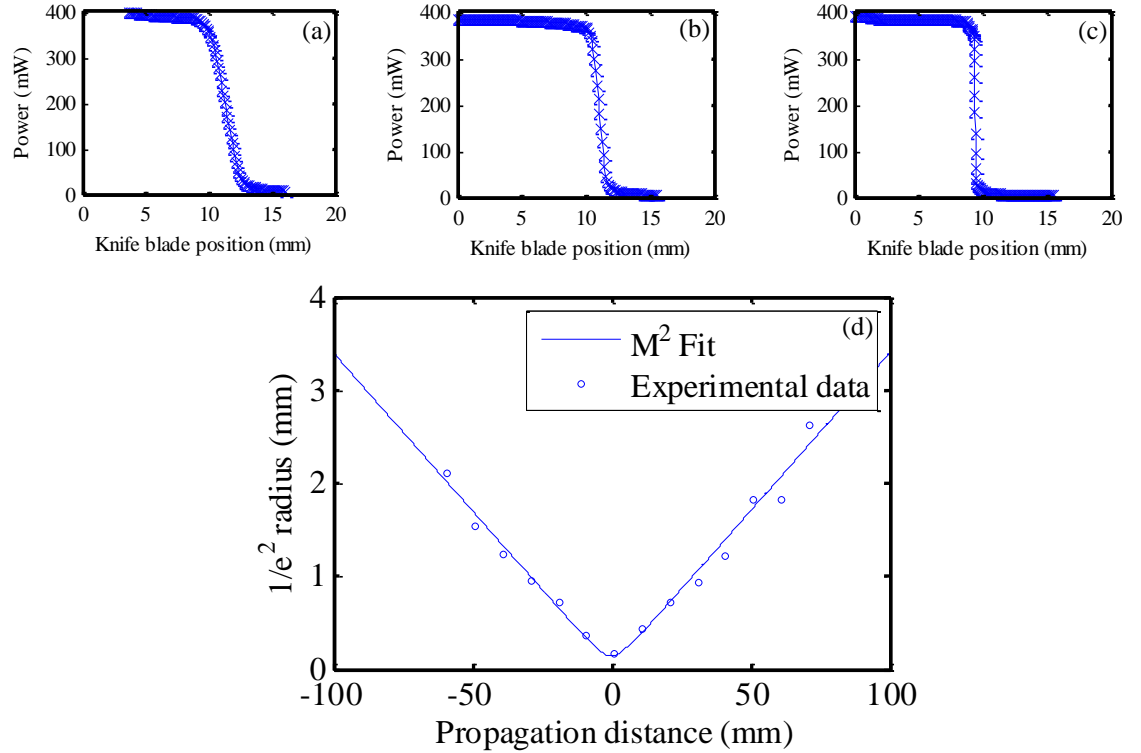 400
300
200
100
0
Power (mW)
(a)
0 5 10 15 20
Knife blade position (mm)
400
300
200
100
0
Power (mW)
(b)
0 5 10 15 20
Knife blade position (mm)
400
300
200
100
0
Power (mW)
(c)
0 5 10 15 20
Knife blade position (mm)
4
3
2
1
0
1/e² radius (mm)
(d)
M² Fit
Experimental data
-100 -50 0 50 100
Propagation distance (mm)